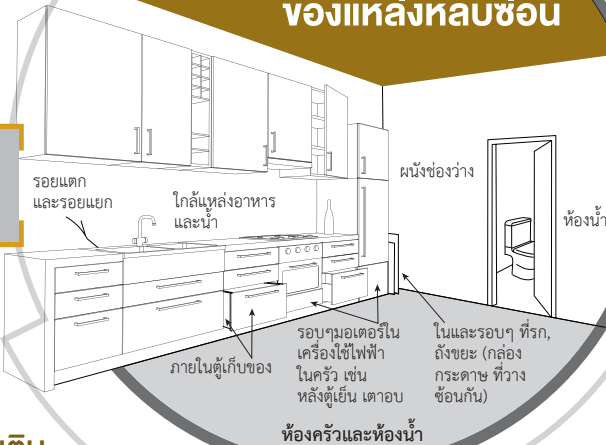 ของแหล่งหลบซ่อน
รอยแตก
และรอยแยก
ใกล้แหล่งอาหาร
และน้ำ
ผนังช่องว่าง
ห้องน้ำ
ภายในตู้เก็บของ
รอบๆมอเตอร์ใน
เครื่องใช้ไฟฟ้า
ในครัว เช่น
หลังตู้เย็น เตาอบ
ในและรอบๆ ที่รก,
ถังขยะ (กล่อง
กระดาษ ที่วาง
ซ้อนกัน)
ห้องครัวและห้องน้ำ